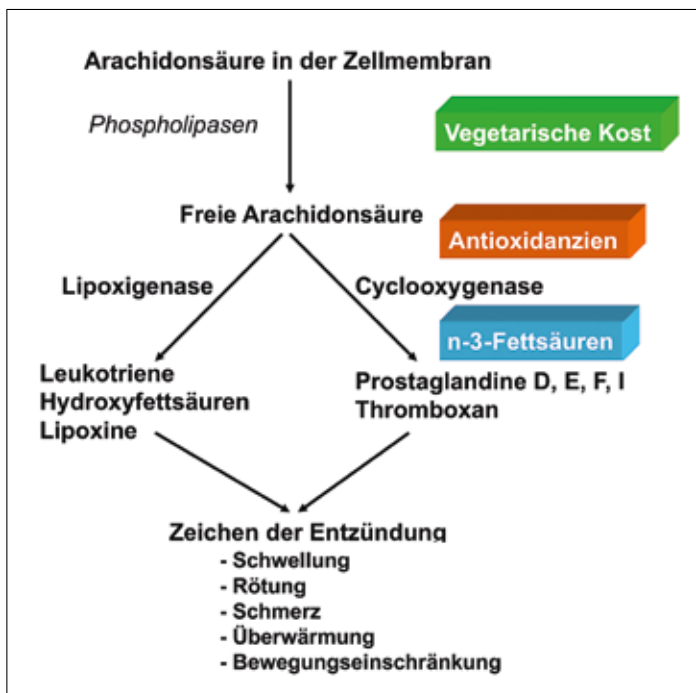 Arachidonsäure in der Zellmembran
Phospholipasen
Vegetarische Kost
Freie Arachidonsäure
Antioxidanzien
Lipoxigenase
Cyclooxygenase
n-3-Fettsäuren
Leukotriene
Hydroxyfettsäuren
Lipoxine
Prostaglandine D, E, F, I
Thromboxan
Zeichen der Entzündung
- Schwellung
- Rötung
- Schmerz
- Überwärmung
- Bewegungseinschränkung